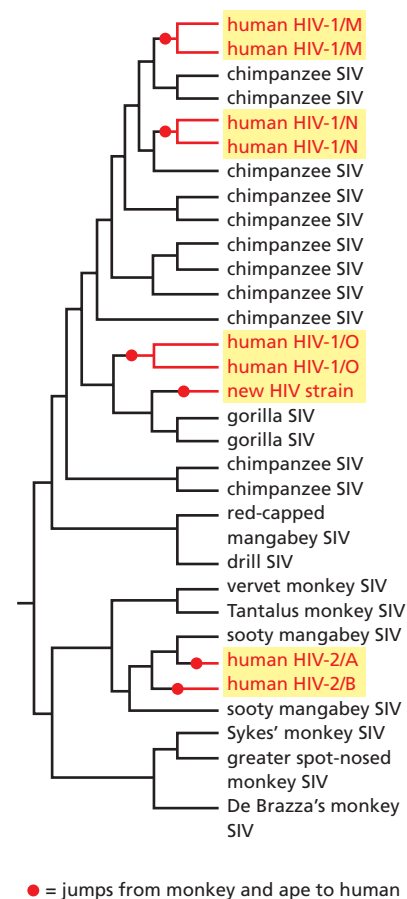 human HIV-1/M
human HIV-1/M
chimpanzee SIV
chimpanzee SIV
human HIV-1/N
human HIV-1/N
chimpanzee SIV
chimpanzee SIV
chimpanzee SIV
chimpanzee SIV
chimpanzee SIV
chimpanzee SIV
chimpanzee SIV
human HIV-1/O
human HIV-1/O
new HIV strain
gorilla SIV
gorilla SIV
chimpanzee SIV
chimpanzee SIV
red-capped
mangabey SIV
drill SIV
vervet monkey SIV
Tantalus monkey SIV
sooty mangabey SIV
human HIV-2/A
human HIV-2/B
sooty mangabey SIV
Sykes’ monkey SIV
greater spot-nosed
monkey SIV
De Brazza’s monkey
SIV
= jumps from monkey and ape to human